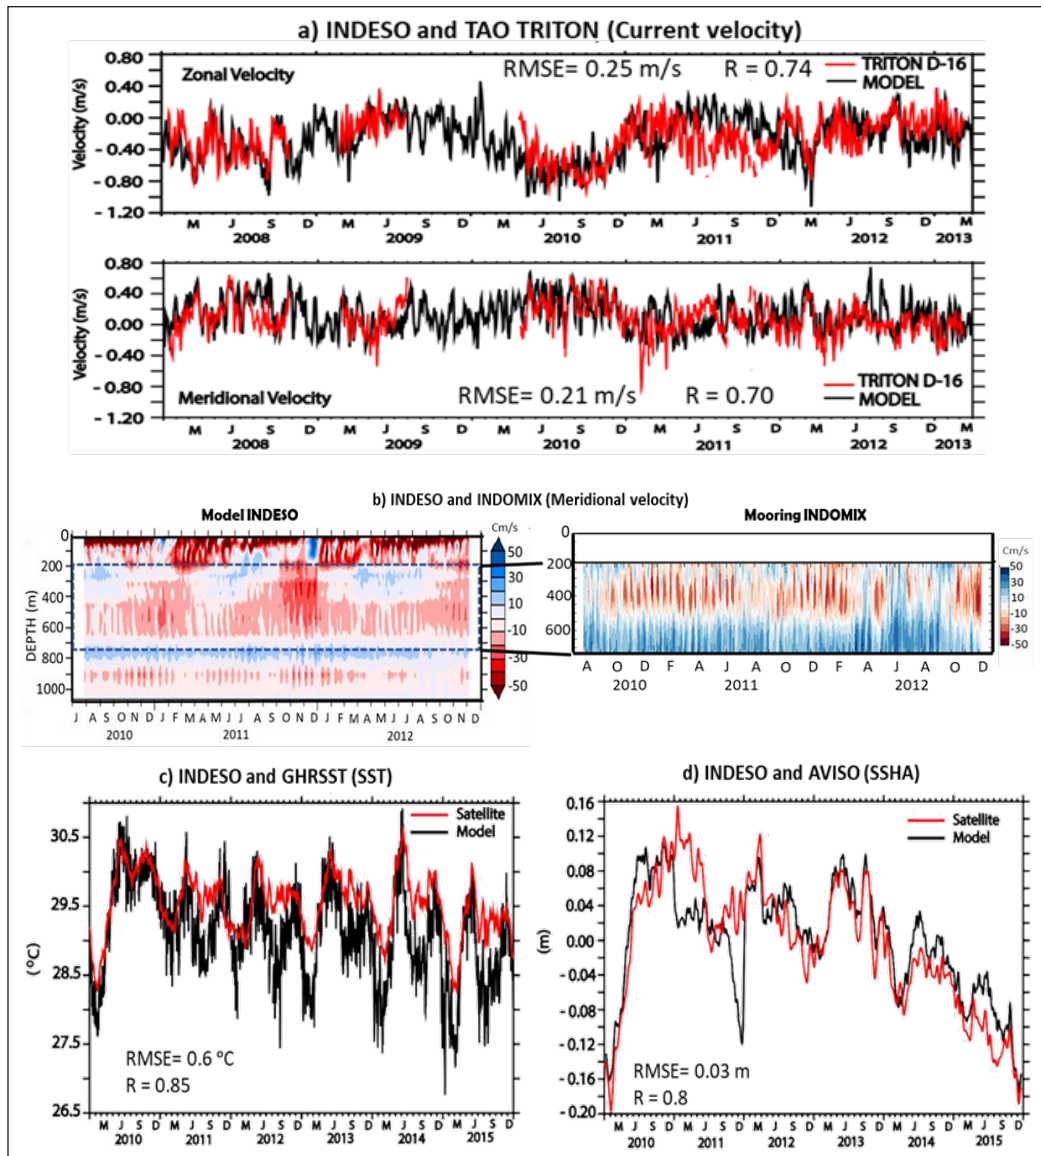 a) INDESO and TAO TRITON (Current velocity)
0.80
0.40
0.00
- 0.40
- 0.80
- 1.20
Velocity (m/s)
Zonal Velocity
RMSE= 0.25 m/s R = 0.74
TRITON D-16
MODEL
M J S D M J S D M J S D M J S D M J S D M
2008 2009 2010 2011 2012 2013
0.80
0.40
0.00
- 0.40
- 0.80
- 1.20
Velocity (m/s)
Meridional Velocity
RMSE= 0.21 m/s R = 0.70
TRITON D-16
MODEL
M J S D M J S D M J S D M J S D M J S D M
2008 2009 2010 2011 2012 2013
b) INDESO and INDOMIX (Meridional velocity)
Model INDESO
Cm/s
0
200
400
600
800
1000
DEPTH (m)
50
30
10
-10
-30
-50
J A S O N D J F M A M J J A S O N D J F M A M J J A S O N D
2010 2011 2012
Mooring INDOMIX
0
200
400
600
Cm/s
50
30
10
-10
-30
-50
A O D F A J A O D F A J A O D
2010 2011 2012
c) INDESO and GHRSST (SST)
30.5
29.5
28.5
27.5
26.5
(°C)
Satellite
Model
RMSE= 0.6 °C
R = 0.85
M J S D M J S D M J S D M J S D M J S D M J S D
2010 2011 2012 2013 2014 2015
d) INDESO and AVISO (SSHA)
0.16
0.12
0.08
0.04
0.00
-0.04
-0.08
-0.12
-0.16
-0.20
(m)
Satellite
Model
RMSE= 0.03 m
R = 0.8
M J S D M J S D M J S D M J S D M J S D M J S D
2010 2011 2012 2013 2014 2015